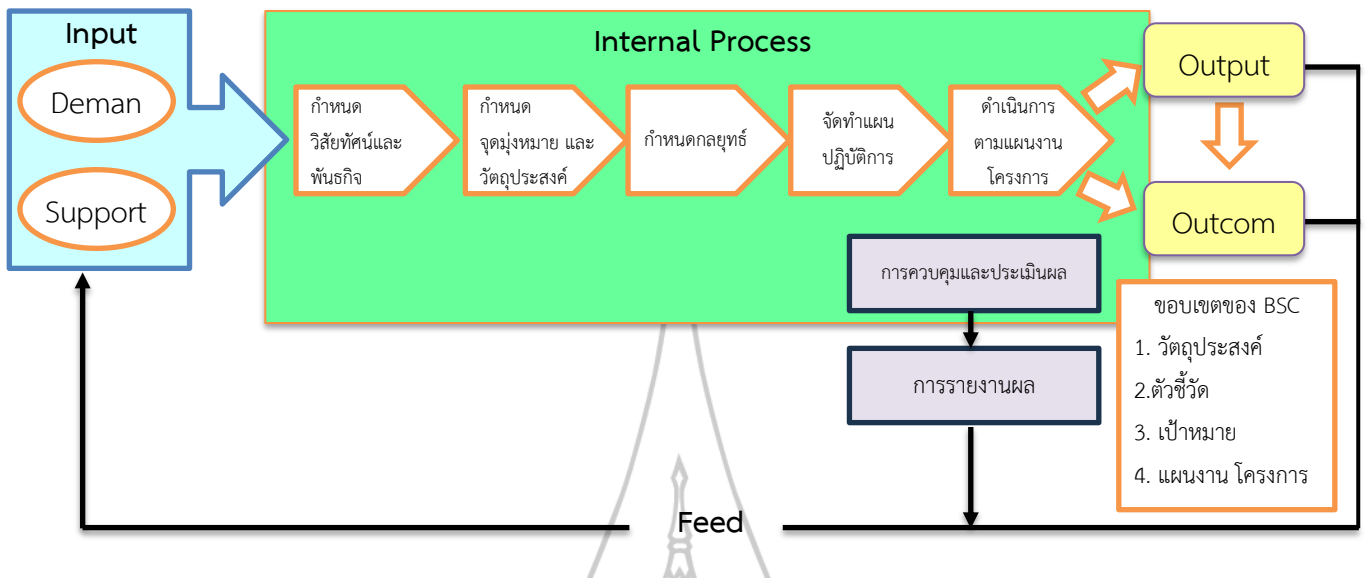 Input
Deman
Support
Internal Process
กำหนด
วิสัยทัศน์และ
พันธกิจ
กำหนด
จุดมุ่งหมาย และ
วัตถุประสงค์
กำหนดกลยุทธ์
จัดทำแผน
ปฏิบัติการ
ดำเนินการ
ตามแผนงาน
โครงการ
Output
Outcom
การควบคุมและประเมินผล
การรายงานผล
ขอบเขตของ BSC
1. วัตถุประสงค์
2.ตัวชี้วัด
3. เป้าหมาย
4. แผนงาน โครงการ
Feed